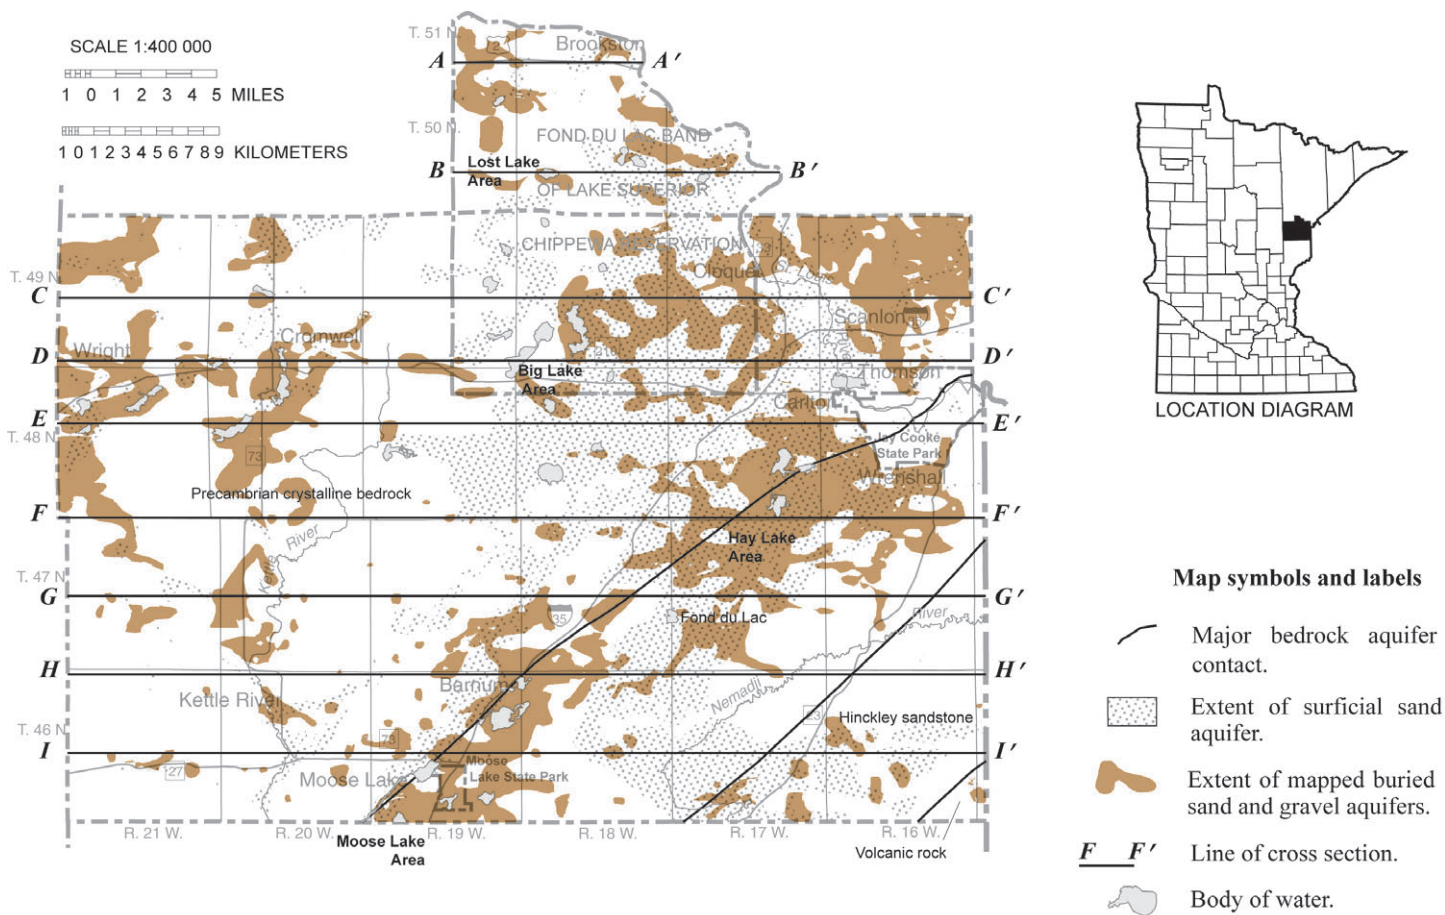 SCALE 1:400 000
1 0 1 2 3 4 5 MILES
1 0 1 2 3 4 5 6 7 8 9 KILOMETERS
T. 51 N.
2
Brookston
A A′
T. 50 N.
FOND DU LAC BAND
Lost Lake
Area
B B′
OF LAKE SUPERIOR
CHIPPEWA RESERVATION
33
Cloquet
St. Louis
T. 49 N.
C C′
Scanlon
Wright
Cromwell
D D′
210
Big Lake
Area
Thomson
Carlton
E E′
T. 48 N.
Jay Cooke
State Park
73
Wrenshall
Precambrian crystalline bedrock
F F′
River
Kettle
Hay Lake
Area
T. 47 N.
G G′
35
Fond du Lac
River
H H′
Barnum
Kettle River
Nemadji
23
Hinckley sandstone
T. 46 N.
73
I I′
27
Moose Lake
Moose
Lake State Park
R. 21 W. R. 20 W. R. 19 W. R. 18 W. R. 17 W. R. 16 W.
Moose Lake
Area
Volcanic rock
LOCATION DIAGRAM
Map symbols and labels
Major bedrock aquifer
contact.
Extent of surficial sand
aquifer.
Extent of mapped buried
sand and gravel aquifers.
F F′ Line of cross section.
Body of water.